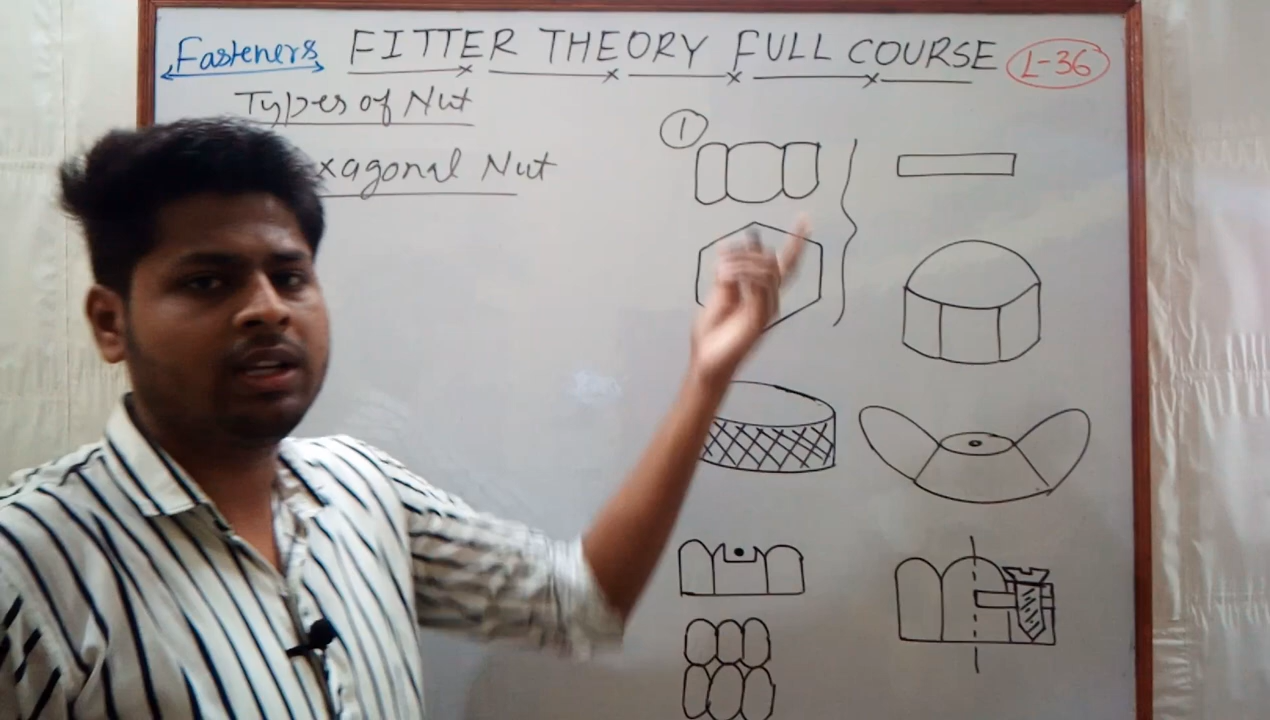 Fasteners FITTER THEORY FULL COURSE L-36
Types of Nut
xagonal Nut
1